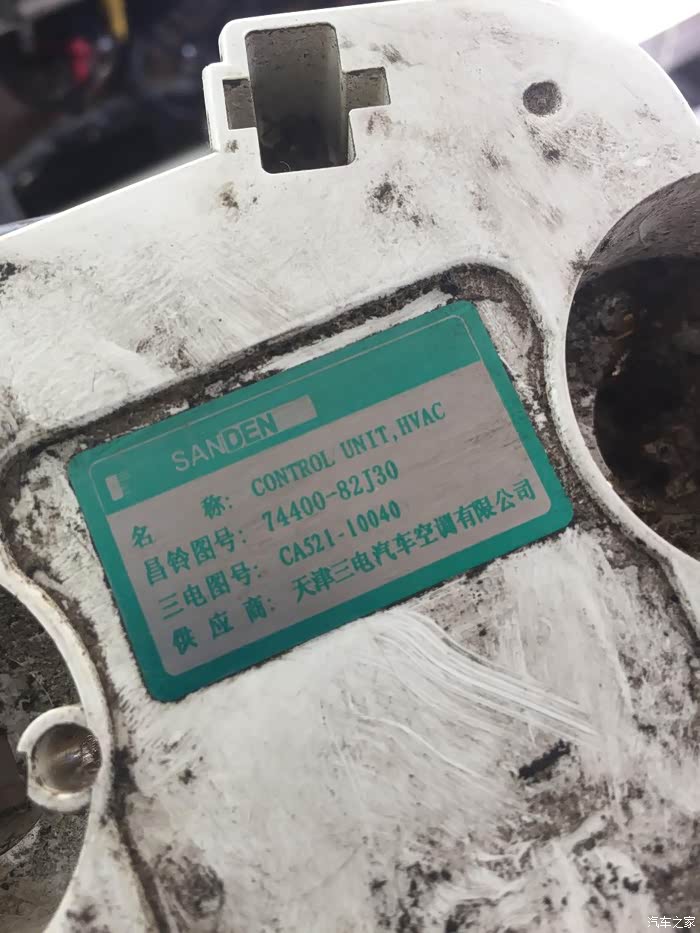 SANDEN
名 称: CONTROL UNIT,HVAC
昌铃图号: 74400-82J30
三电图号: CA521-10040
供应商: 天津三电汽车空调有限公司
汽车之家